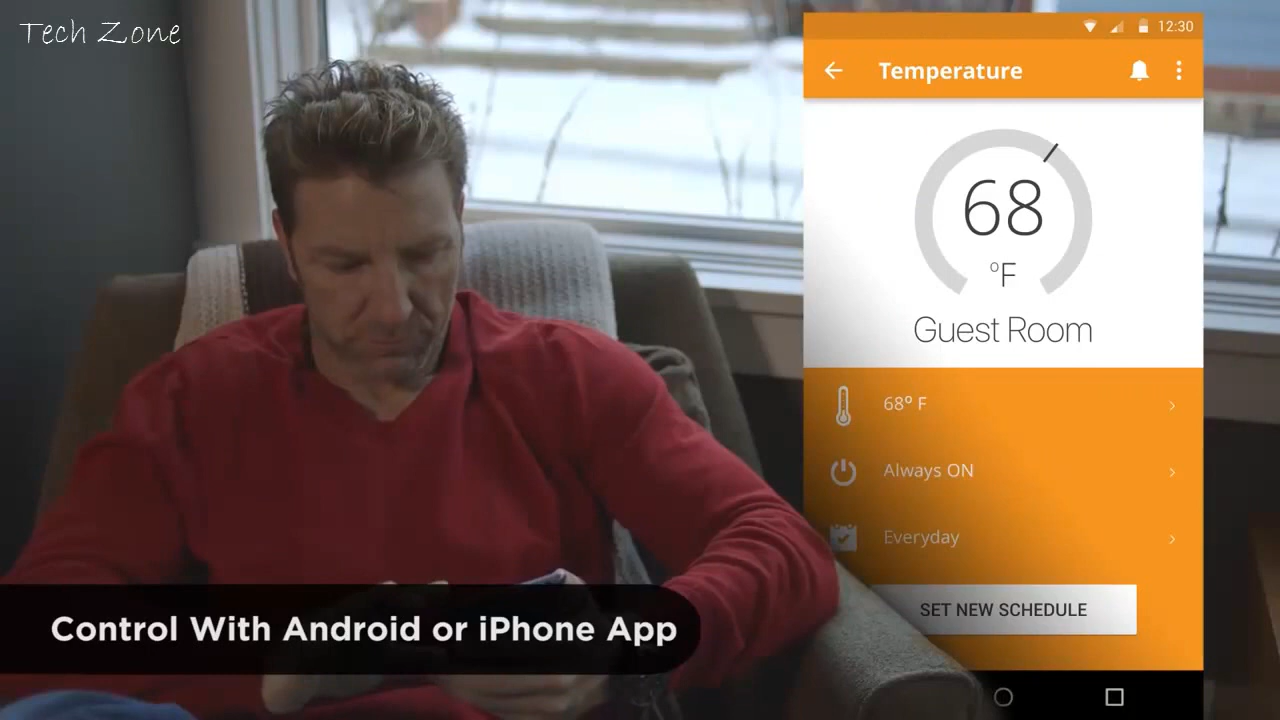 Tech Zone
12:30
Temperature
68
°F
Guest Room
68° F
Always ON
Everyday
SET NEW SCHEDULE
Control With Android or iPhone App